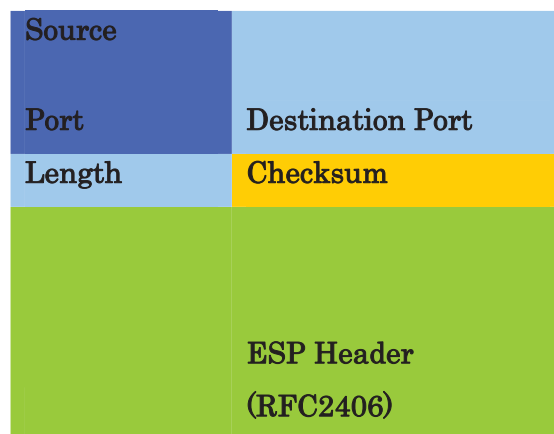 Source
Port
Destination Port
Length
Checksum
ESP Header
(RFC2406)